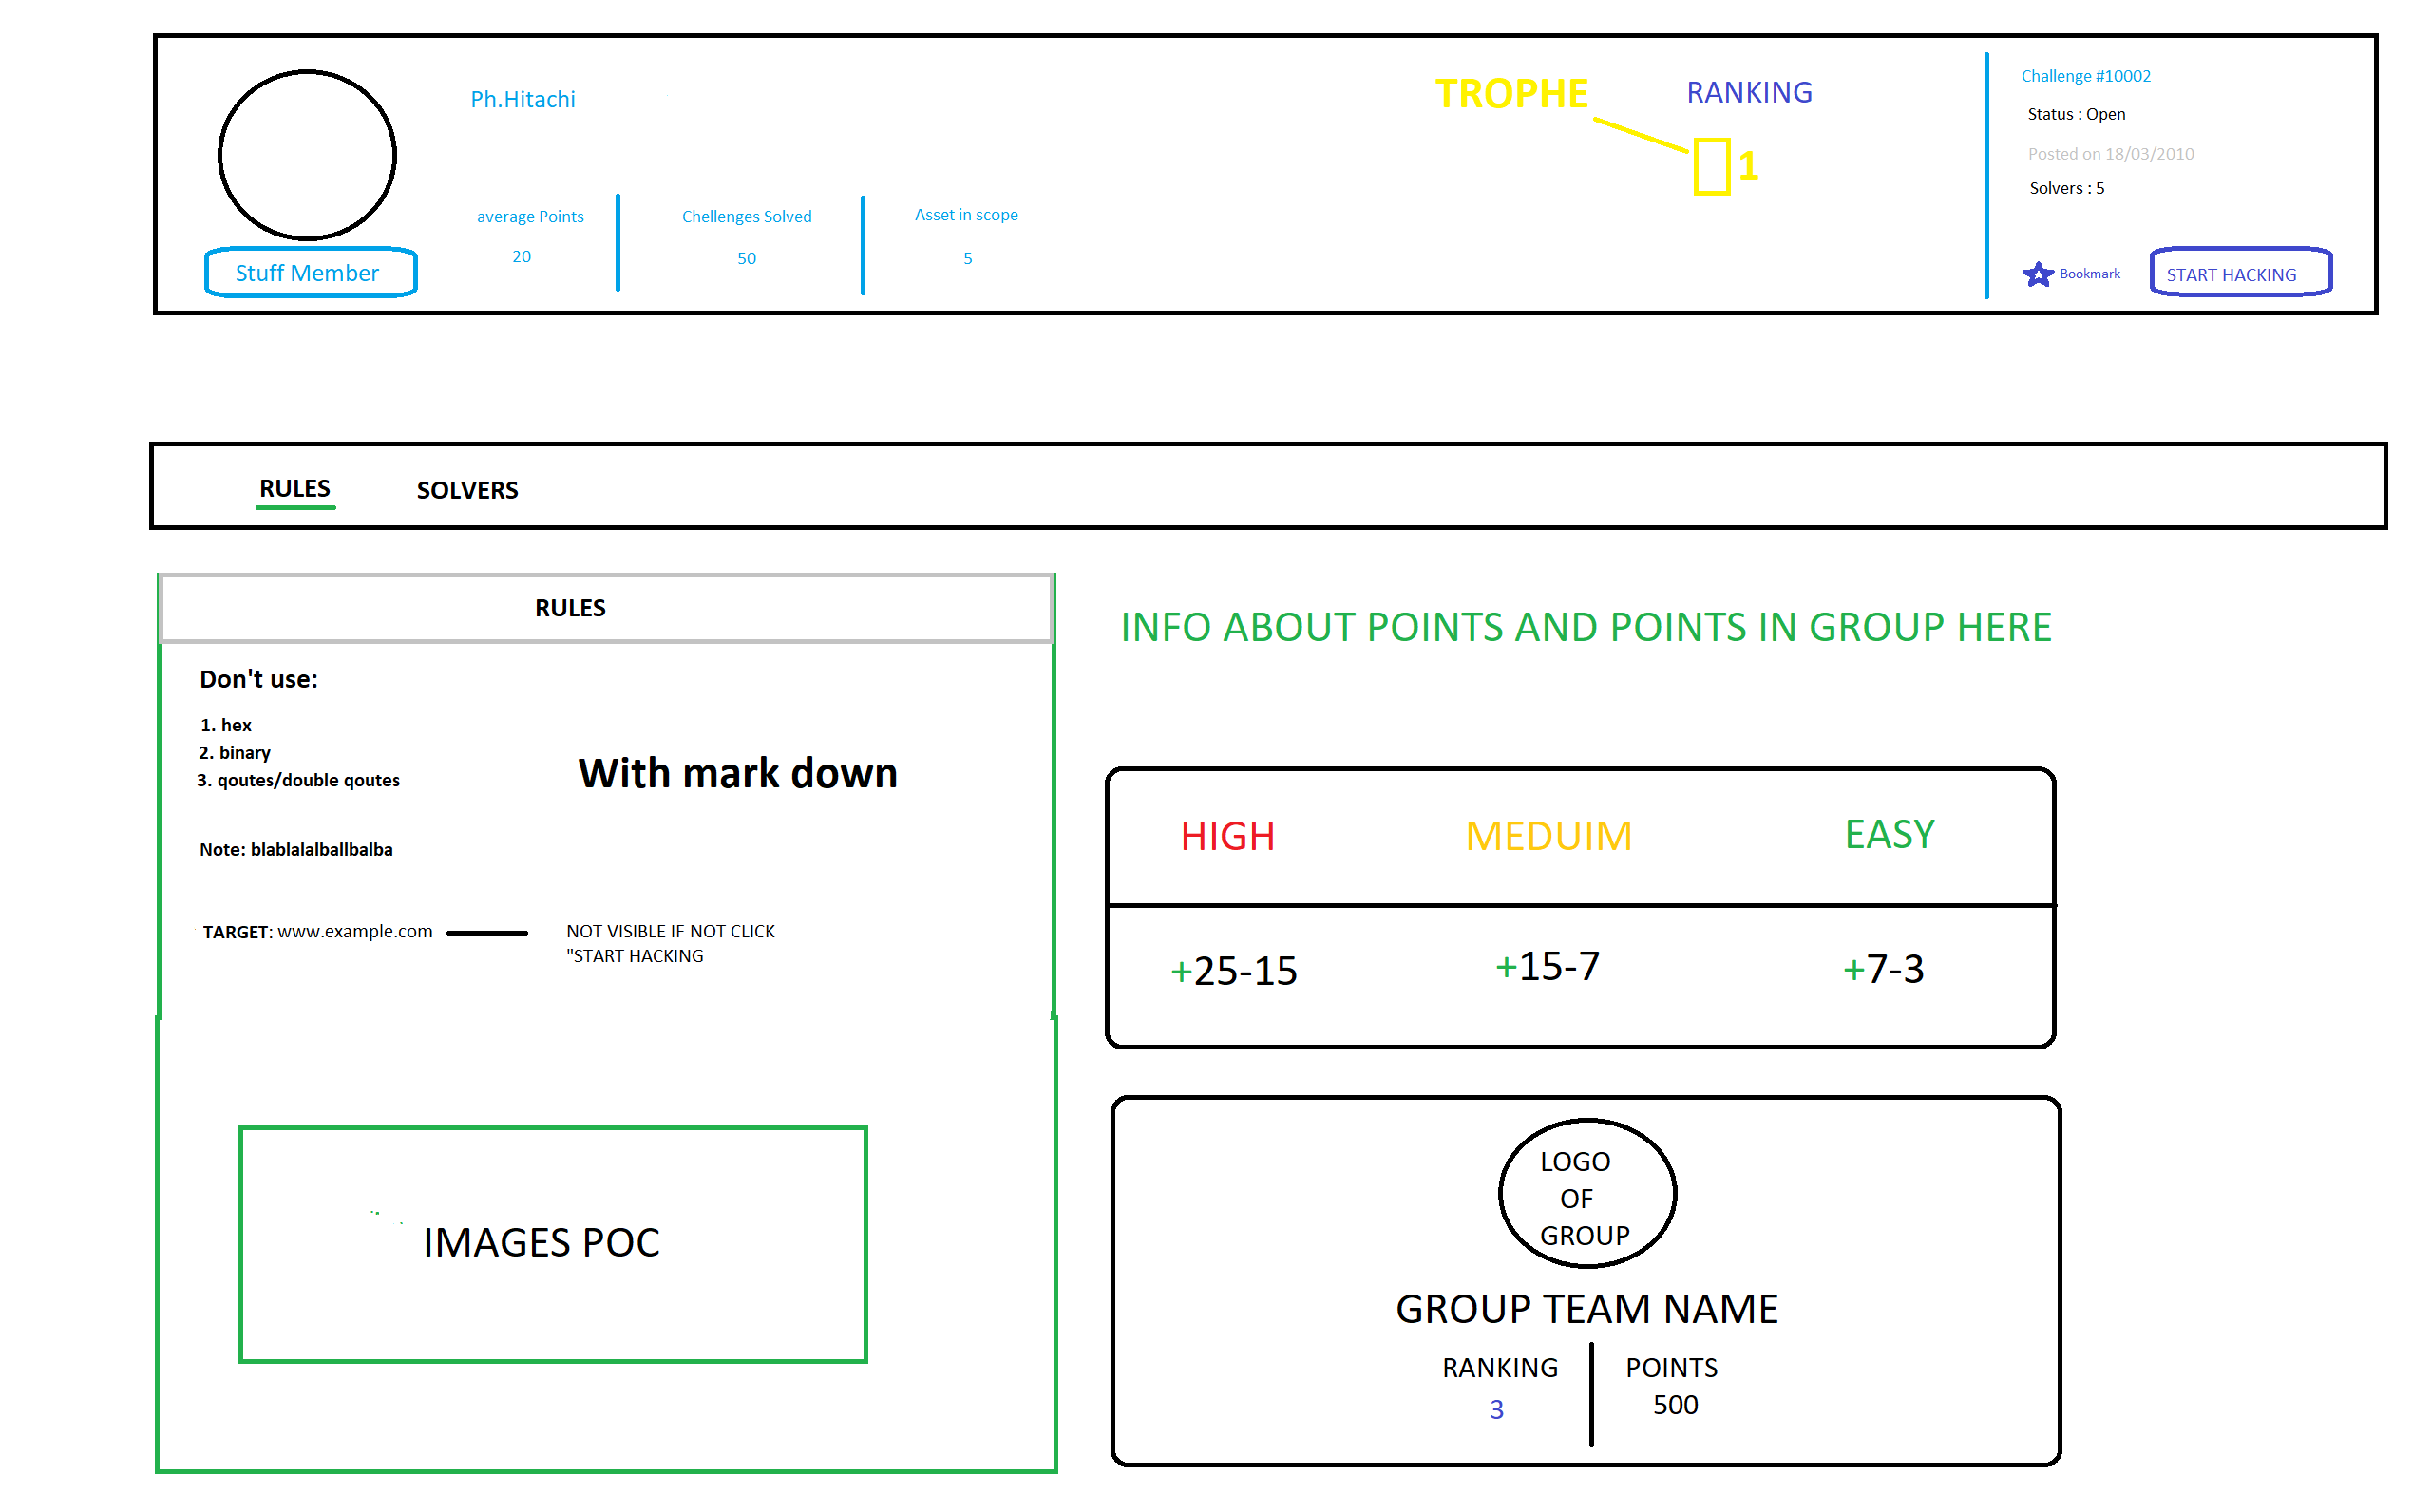 Ph.Hitachi
Stuff Member
average Points
20
Chellenges Solved
50
Asset in scope
5
TROPHE
RANKING
1
Challenge #10002
Status : Open
Posted on 18/03/2010
Solvers : 5
Bookmark
START HACKING
RULES
SOLVERS
RULES
Don't use:
1. hex
2. binary
3. qoutes/double qoutes
With mark down
Note: blablalalballbalba
TARGET: www.example.com
NOT VISIBLE IF NOT CLICK
"START HACKING
IMAGES POC
INFO ABOUT POINTS AND POINTS IN GROUP HERE
HIGH
MEDUIM
EASY
+25-15
+15-7
+7-3
LOGO
OF
GROUP
GROUP TEAM NAME
RANKING
3
POINTS
500